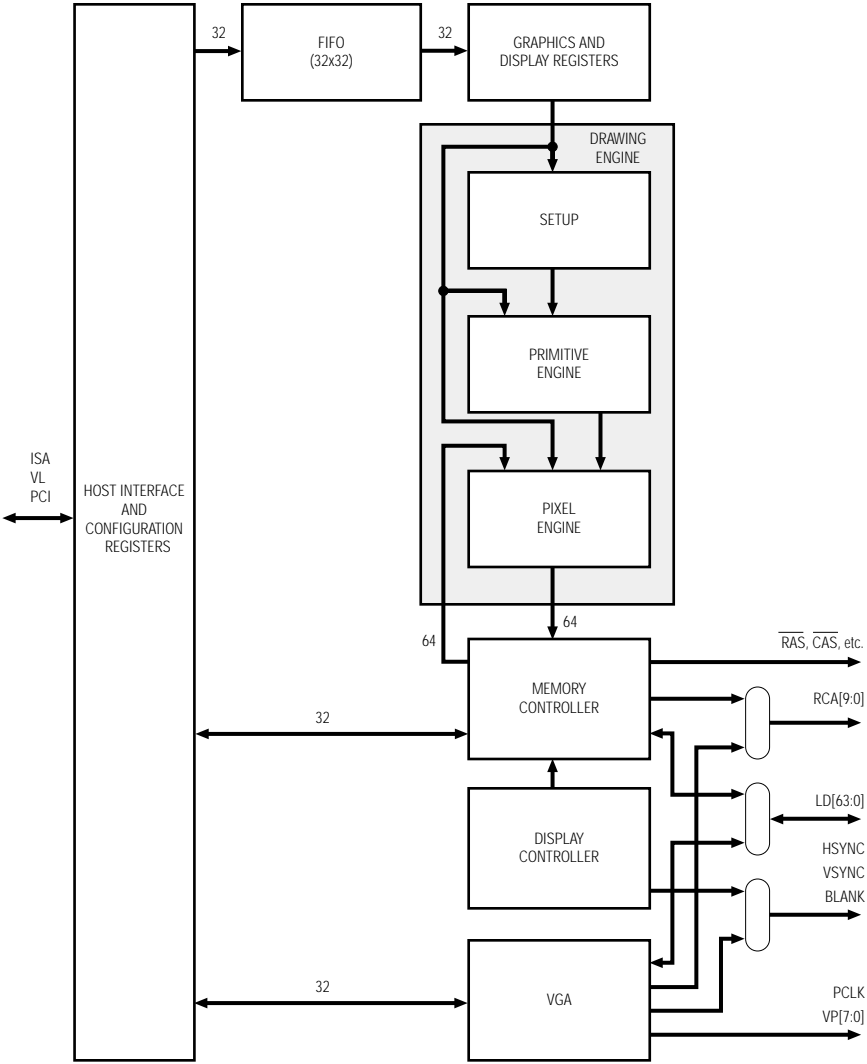 32
FIFO
(32x32)
32
GRAPHICS AND
DISPLAY REGISTERS
DRAWING
ENGINE
SETUP
PRIMITIVE
ENGINE
ISA
VL
PCI
HOST INTERFACE
AND
CONFIGURATION
REGISTERS
PIXEL
ENGINE
64
64
RAS, CAS, etc.
MEMORY
CONTROLLER
RCA[9:0]
32
LD[63:0]
DISPLAY
CONTROLLER
HSYNC
VSYNC
BLANK
32
VGA
PCLK
VP[7:0]